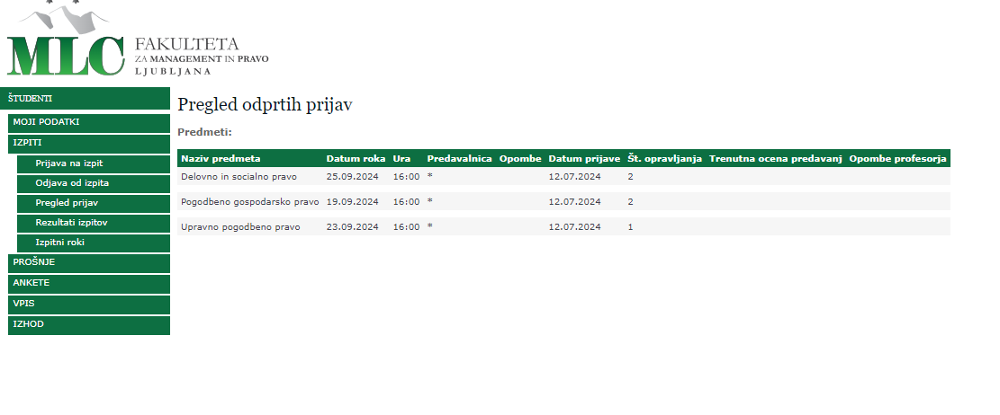 MLC FAKULTETA
ZA MANAGEMENT IN PRAVO
LJUBLJANA
ŠTUDENTI
MOJI PODATKI
IZPITI
Prijava na izpit
Odjava od izpita
Pregled prijav
Rezultati izpitov
Izpitni roki
PROŠNJE
ANKETE
VPIS
IZHOD
Pregled odprtih prijav
Predmeti:
Naziv predmeta Datum roka Ura Predavalnica Opombe Datum prijave Št. opravljanja Trenutna ocena predavanj Opombe profesorja
Delovno in socialno pravo 25.09.2024 16:00 * 12.07.2024 2
Pogodbeno gospodarsko pravo 19.09.2024 16:00 * 12.07.2024 2
Upravno pogodbeno pravo 23.09.2024 16:00 * 12.07.2024 1